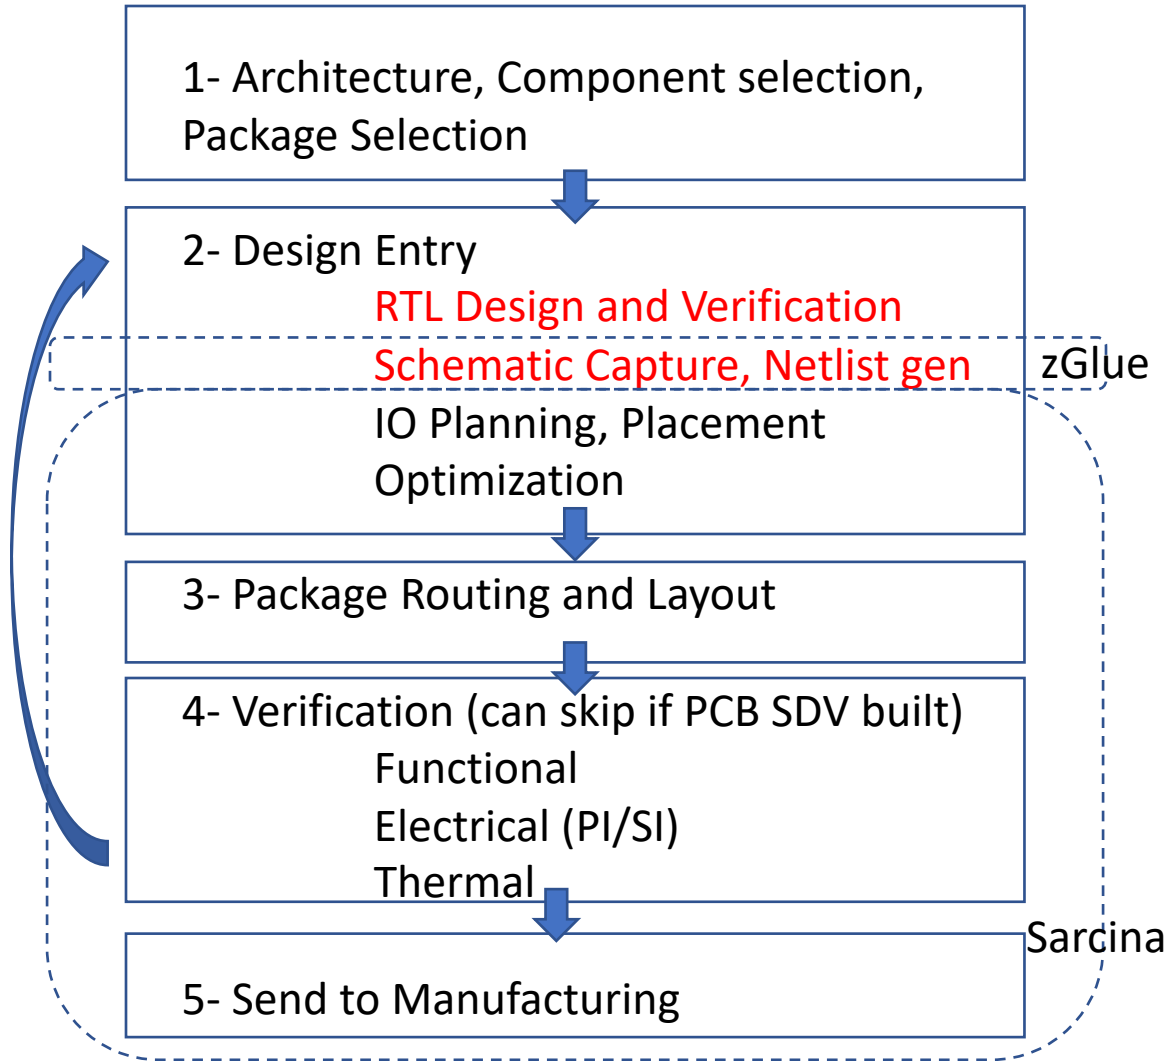 1- Architecture, Component selection,
Package Selection
2- Design Entry
RTL Design and Verification
Schematic Capture, Netlist gen
zGlue
IO Planning, Placement
Optimization
3- Package Routing and Layout
4- Verification (can skip if PCB SDV built)
Functional
Electrical (PI/SI)
Thermal
Sarcina
5- Send to Manufacturing